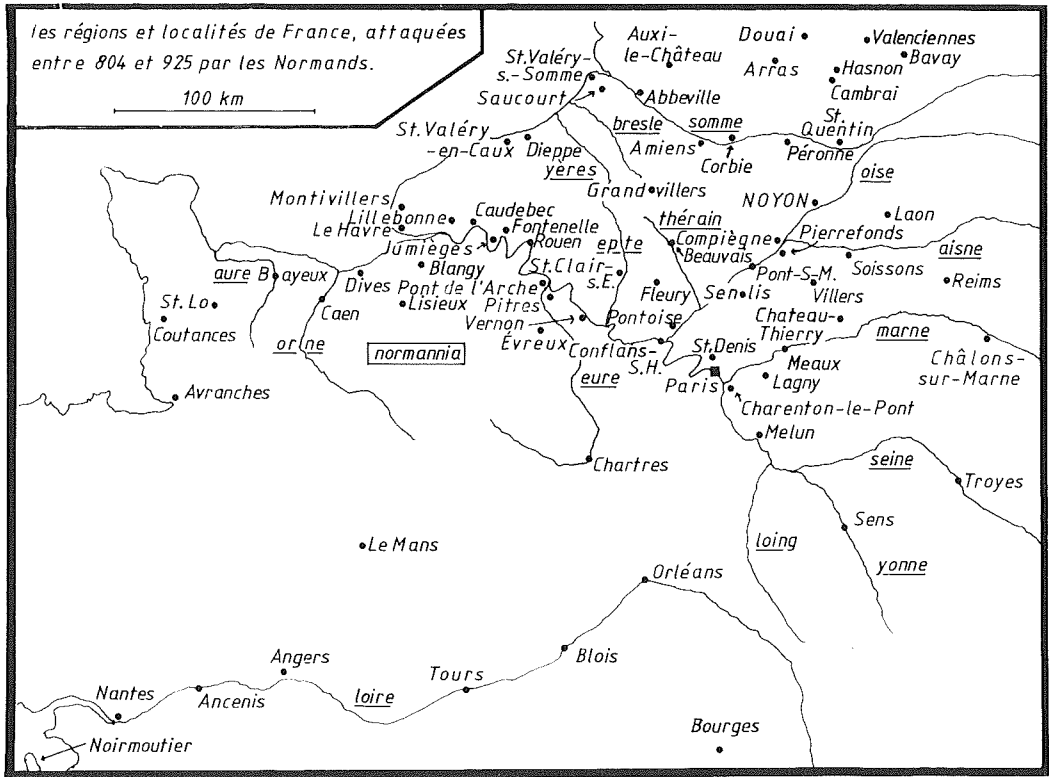 les régions et localités de France, attaquées
entre 804 et 925 par les Normands.
100 km
Auxi-
le-Château
Douai
Valenciennes
Bavay
Arras
Hasnon
Cambrai
St.Valéry-
s.-Somme
Saucourt
Abbeville
bresle
somme
St.
Quentin
St.Valéry
-en-Caux
Dieppe
yères
Amiens
Corbie
Péronne
oise
Grandvillers
NOYON
Laon
Montivillers
Lillebonne
Le Havre
Caudebec
Fontenelle
Jumièges
Rouen
thérain
Compiègne
Beauvais
Pierrefonds
aisne
epte
aure
Bayeux
Dives
Blangy
St.Clair-
s.E.
Pont de l'Arche
Pitres
Fleury
Senlis
Pont-S-M.
Villers
Soissons
Reims
St.Lo
Coutances
Caen
Lisieux
Vernon
Pontoise
Chateau-
Thierry
marne
orne
normannia
Évreux
Conflans-
S.H.
eure
St.Denis
Paris
Meaux
Lagny
Châlons-
sur-Marne
Avranches
Charenton-le-Pont
Melun
Chartres
seine
Troyes
Sens
Le Mans
loing
yonne
Orléans
Blois
Angers
Tours
Nantes
Ancenis
loire
Bourges
Noirmoutier